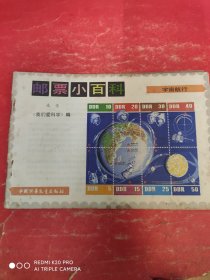 邮票小百科
宇宙航行
《我们爱科学》编
DDR 10 DDR 20 DDR 30 DDR 40
DDR 5 DDR 15 DDR 25 DDR 50
中国少年儿童出版社
REDMI K30 PRO
AI TRIPLE CAMERA